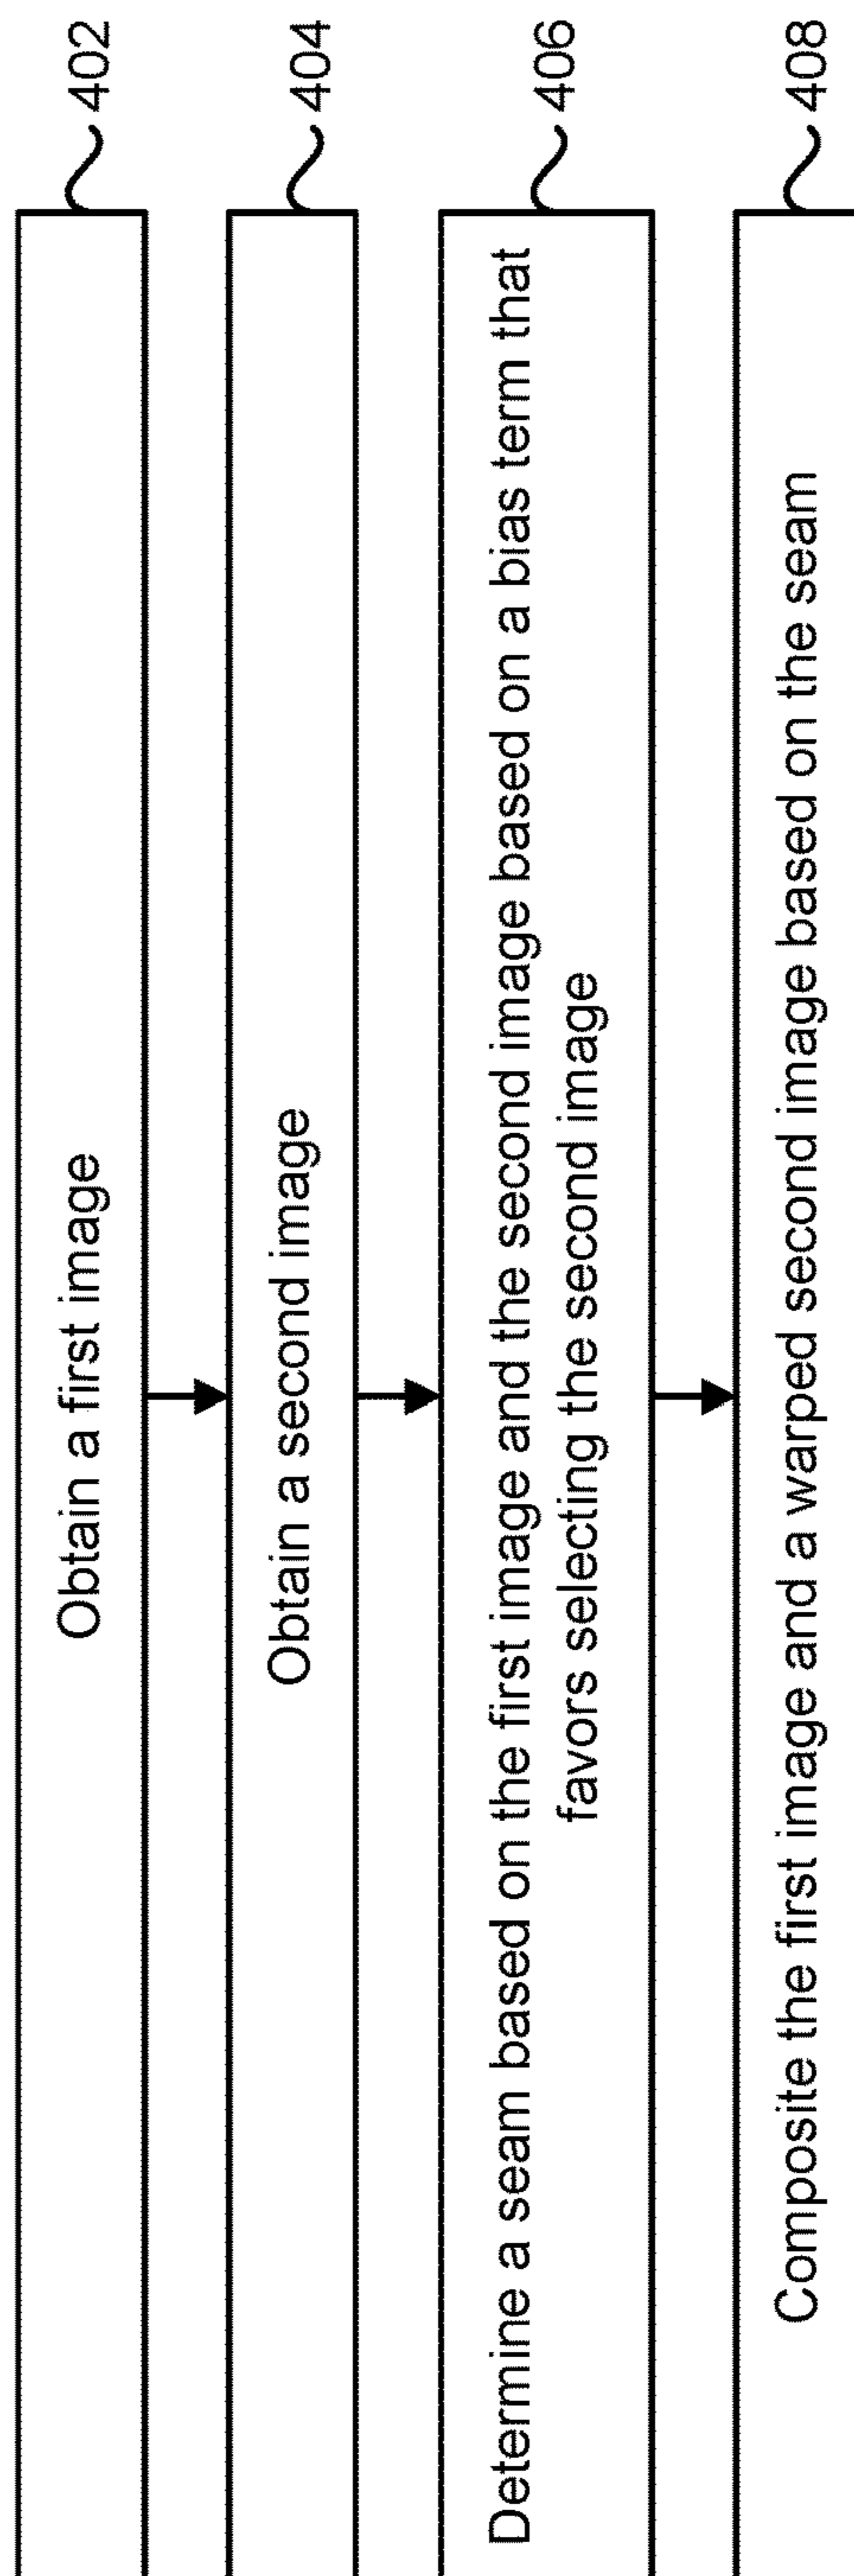 Obtain a first image
402
Obtain a second image
404
Determine a seam based on the first image and the second image based on a bias term that
favors selecting the second image
406
Composite the first image and a warped second image based on the seam
408